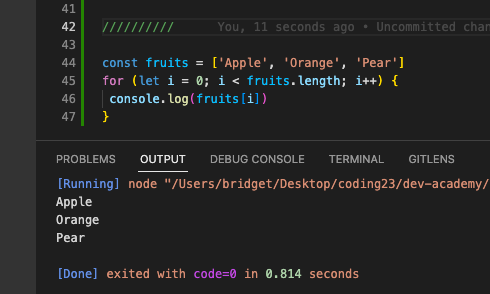 41
42 ////////// You, 11 seconds ago • Uncommitted chan
43
44 const fruits = ['Apple', 'Orange', 'Pear']
45 for (let i = 0; i < fruits.length; i++) {
46 console.log(fruits[i])
47 }
PROBLEMS OUTPUT DEBUG CONSOLE TERMINAL GITLENS
[Running] node "/Users/bridget/Desktop/coding23/dev-academy/
Apple
Orange
Pear
[Done] exited with code=0 in 0.814 seconds